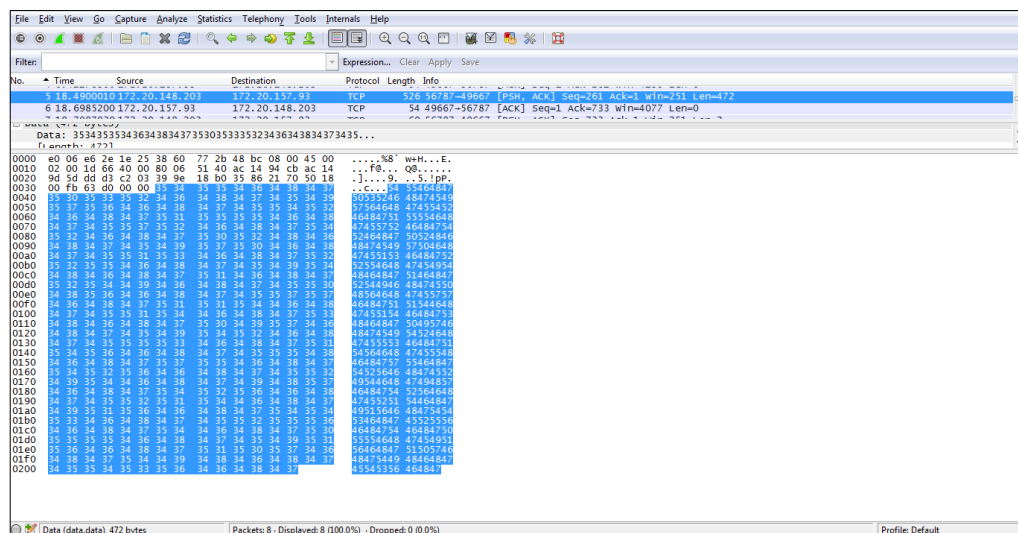 File Edit View Go Capture Analyze Statistics Telephony Tools Internals Help
Filter: Expression... Clear Apply Save
No. Time Source Destination Protocol Length Info
5 18.4900010 172.20.148.203 172.20.157.93 TCP 526 56787→49667 [PSH, ACK] Seq=261 Ack=1 Win=251 Len=472
6 18.6985200 172.20.157.93 172.20.148.203 TCP 54 49667→56787 [ACK] Seq=1 Ack=733 Win=4077 Len=0
Data (472 bytes)
Data: 353435353436343834373530353335323436343834373435...
[Length: 472]
0000 e0 06 e6 2e 1e 25 38 60 77 2b 48 bc 08 00 45 00 .....%8` w+H...E.
0010 02 00 1d 66 40 00 80 06 51 40 ac 14 94 cb ac 14 ...f@... Q@......
0020 9d 5d dd d3 c2 03 39 9e 18 b0 35 86 21 70 50 18 .]....9. ..5.!pP.
0030 00 fb 63 d0 00 00 35 34 35 35 34 36 34 38 34 37 ..c...54 55464847
0040 35 30 35 33 35 32 34 36 34 38 34 37 34 35 34 39 50535246 48474549
0050 35 37 35 36 34 36 34 38 34 37 34 35 35 34 35 32 57564648 47455452
0060 34 36 34 38 34 37 35 31 35 35 35 35 34 36 34 38 46484751 55554648
0070 34 37 34 35 35 37 35 32 34 36 34 38 34 37 35 34 47455752 46484754
0080 35 32 34 36 34 38 34 37 35 30 35 32 34 38 34 36 52464847 50524846
0090 34 38 34 37 34 35 34 39 35 37 35 30 34 36 34 38 48474549 57504648
00a0 34 37 34 35 35 31 35 33 34 36 34 38 34 37 35 32 47455153 46484752
00b0 35 32 35 35 34 36 34 38 34 37 34 35 34 39 35 34 52554648 47454954
00c0 34 38 34 36 34 38 34 37 35 31 34 36 34 38 34 37 48464847 51464847
00d0 35 32 35 34 34 39 34 36 34 38 34 37 34 35 35 30 52544946 48474550
00e0 34 38 35 36 34 36 34 38 34 37 34 35 35 37 35 37 48564648 47455757
00f0 34 36 34 38 34 37 35 31 35 31 35 34 34 36 34 38 46484751 51544648
0100 34 37 34 35 35 31 35 34 34 36 34 38 34 37 35 33 47455154 46484753
0110 34 38 34 36 34 38 34 37 35 30 34 39 35 37 34 36 48464847 50495746
0120 34 38 34 37 34 35 34 39 35 34 35 32 34 36 34 38 48474549 54524648
0130 34 37 34 35 35 35 35 33 34 36 34 38 34 37 35 31 47455553 46484751
0140 35 34 35 36 34 36 34 38 34 37 34 35 35 35 34 38 54564648 47455548
0150 34 36 34 38 34 37 35 37 35 35 34 36 34 38 34 37 46484757 55464847
0160 35 34 35 32 35 36 34 36 34 38 34 37 34 35 35 32 54525646 48474552
0170 34 39 35 34 34 36 34 38 34 37 34 39 34 38 35 37 49544648 47494857
0180 34 36 34 38 34 37 35 34 35 32 35 36 34 36 34 38 46484754 52564648
0190 34 37 34 35 35 32 35 31 35 34 34 36 34 38 34 37 47455251 54464847
01a0 34 39 35 31 35 36 34 36 34 38 34 37 35 34 35 34 49515646 48475454
01b0 35 33 34 36 34 38 34 37 34 35 35 32 35 35 35 36 53464847 45525556
01c0 34 36 34 38 34 37 35 34 34 36 34 38 34 37 35 30 46484754 46484750
01d0 35 35 35 35 34 36 34 38 34 37 34 35 34 39 35 31 55554648 47454951
01e0 35 36 34 36 34 38 34 37 35 31 35 30 35 37 34 36 56464847 51505746
01f0 34 38 34 37 35 34 34 39 34 38 34 36 34 38 34 37 48475449 48464847
0200 34 35 35 34 35 33 35 36 34 36 34 38 34 37 45545356 464847
Data (data.data), 472 bytes Packets: 8 · Displayed: 8 (100.0%) · Dropped: 0 (0.0%) Profile: Default